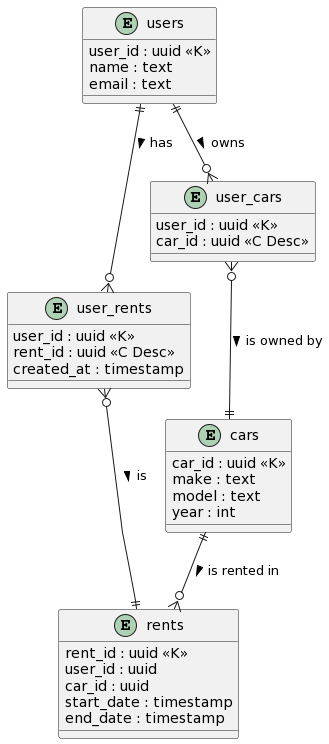 E users
user_id : uuid «K»
name : text
email : text
has
owns
E user_cars
user_id : uuid «K»
car_id : uuid «C Desc»
E user_rents
user_id : uuid «K»
rent_id : uuid «C Desc»
created_at : timestamp
is owned by
E cars
car_id : uuid «K»
make : text
model : text
year : int
is
is rented in
E rents
rent_id : uuid «K»
user_id : uuid
car_id : uuid
start_date : timestamp
end_date : timestamp